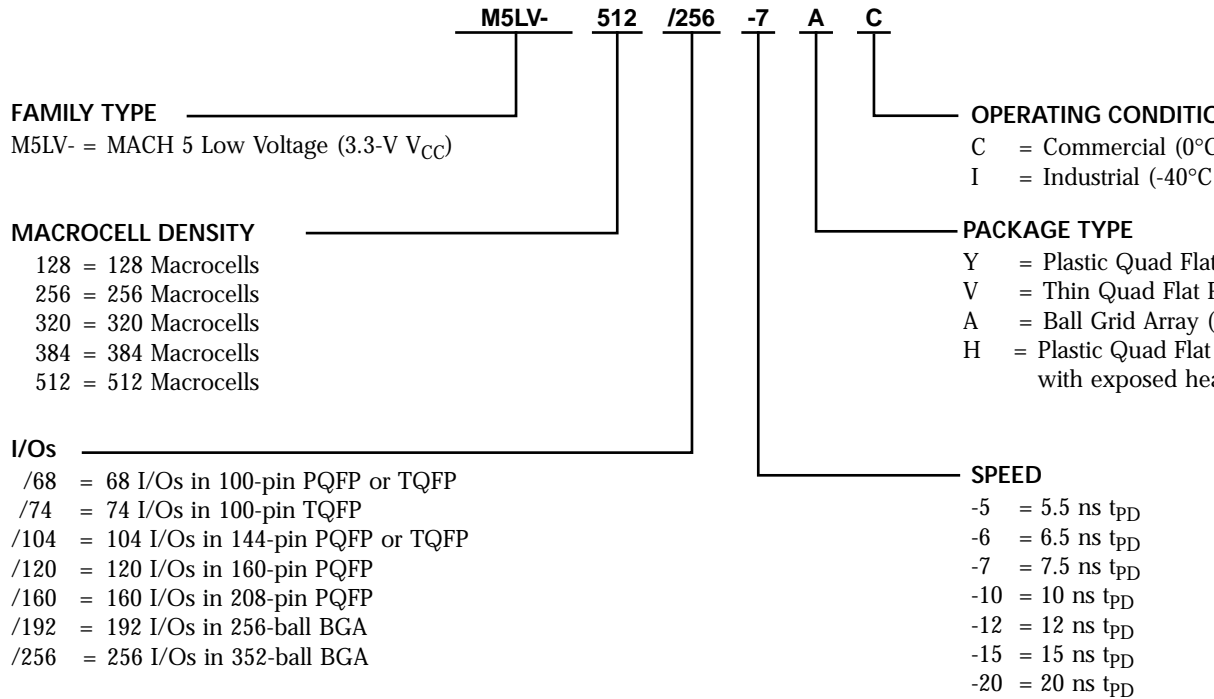 M5LV- 512 /256 -7 A C
FAMILY TYPE
M5LV- = MACH 5 Low Voltage (3.3-V VCC)
MACROCELL DENSITY
128 = 128 Macrocells
256 = 256 Macrocells
320 = 320 Macrocells
384 = 384 Macrocells
512 = 512 Macrocells
I/Os
/68 = 68 I/Os in 100-pin PQFP or TQFP
/74 = 74 I/Os in 100-pin TQFP
/104 = 104 I/Os in 144-pin PQFP or TQFP
/120 = 120 I/Os in 160-pin PQFP
/160 = 160 I/Os in 208-pin PQFP
/192 = 192 I/Os in 256-ball BGA
/256 = 256 I/Os in 352-ball BGA
OPERATING
C = Commercial (0°C
I = Industrial (-40°C
PACKAGE TYPE
Y = Plastic Quad Flat
V = Thin Quad Flat
A = Ball Grid Array (
H = Plastic Quad Flat
with exposed
SPEED
-5 = 5.5 ns tPD
-6 = 6.5 ns tPD
-7 = 7.5 ns tPD
-10 = 10 ns tPD
-12 = 12 ns tPD
-15 = 15 ns tPD
-20 = 20 ns tPD